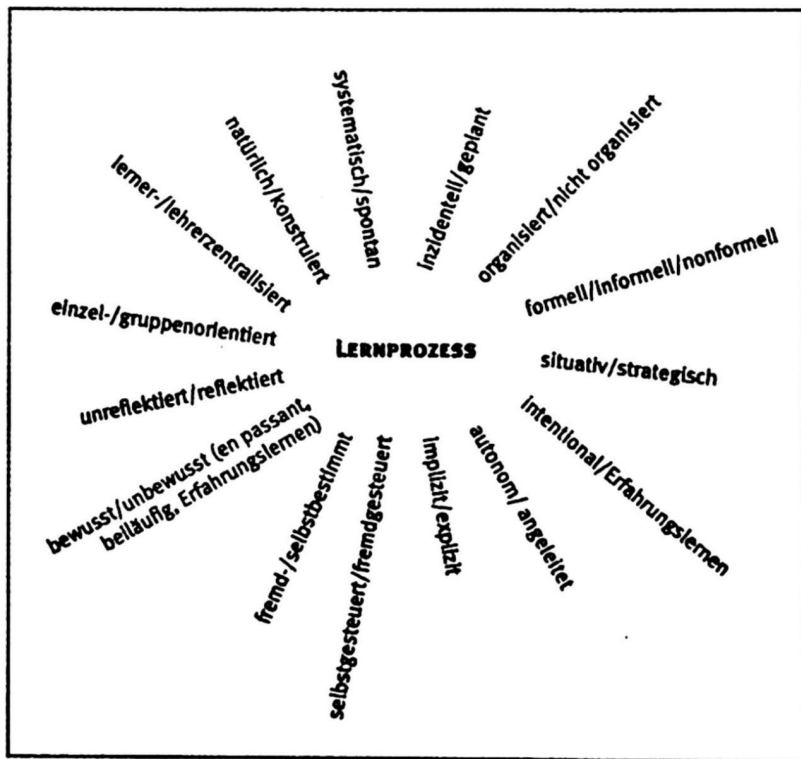 systematisch/spontan
inzidentell/geplant
organisiert/nicht organisiert
formell/informell/nonformell
situativ/strategisch
intentional/Erfahrungslernen
autonom/ angeleitet
implizit/explizit
selbstgesteuert/fremdgesteuert
fremd-/selbstbestimmt
bewusst/unbewusst (en passant,
beiläufig, Erfahrungslernen)
unreflektiert/reflektiert
einzel-/gruppenorientiert
lerner-/lehrerzentralisiert
natürlich/konstruiert
LERNPROZESS